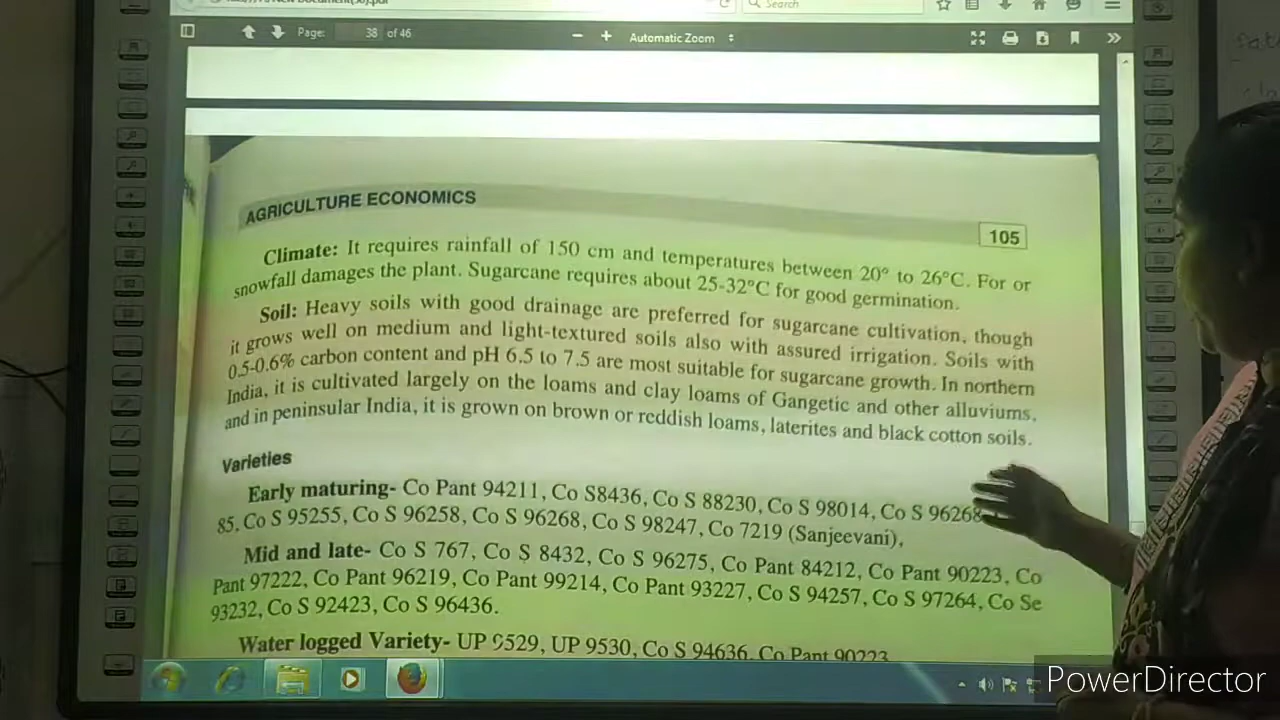 Search
Page: 38 of 46
Automatic Zoom
AGRICULTURE ECONOMICS
105
Climate: It requires rainfall of 150 cm and temperatures between 20° to 26°C. For or
snowfall damages the plant. Sugarcane requires about 25-32°C for good germination.
Soil: Heavy soils with good drainage are preferred for sugarcane cultivation, though
it grows well on medium and light-textured soils also with assured irrigation. Soils with
0.5-0.6% carbon content and pH 6.5 to 7.5 are most suitable for sugarcane growth. In northern
India, it is cultivated largely on the loams and clay loams of Gangetic and other alluviums,
and in peninsular India, it is grown on brown or reddish loams, laterites and black cotton soils.
Varieties
Early maturing- Co Pant 94211, Co S8436, Co S 88230, Co S 98014, Co S 96268
85, Co S 95255, Co S 96258, Co S 96268, Co S 98247, Co 7219 (Sanjeevani),
Mid and late- Co S 767, Co S 8432, Co S 96275, Co Pant 84212, Co Pant 90223, Co
Pant 97222, Co Pant 96219, Co Pant 99214, Co Pant 93227, Co S 94257, Co S 97264, Co Se
93232, Co S 92423, Co S 96436.
Water logged Variety- UP 9529, UP 9530, Co S 94636, Co Pant 90223
PowerDirector